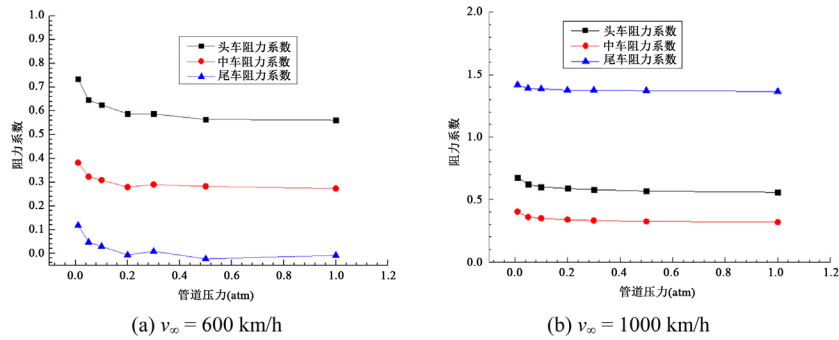 1.0
0.9
0.8
0.7
0.6
0.5
0.4
0.3
0.2
0.1
0.0
阻力系数
头车阻力系数
中车阻力系数
尾车阻力系数
0.0 0.2 0.4 0.6 0.8 1.0 1.2
管道压力(atm)
(a) v∞ = 600 km/h
2.0
1.5
1.0
0.5
0.0
阻力系数
头车阻力系数
中车阻力系数
尾车阻力系数
0.0 0.2 0.4 0.6 0.8 1.0 1.2
管道压力(atm)
(b) v∞ = 1000 km/h